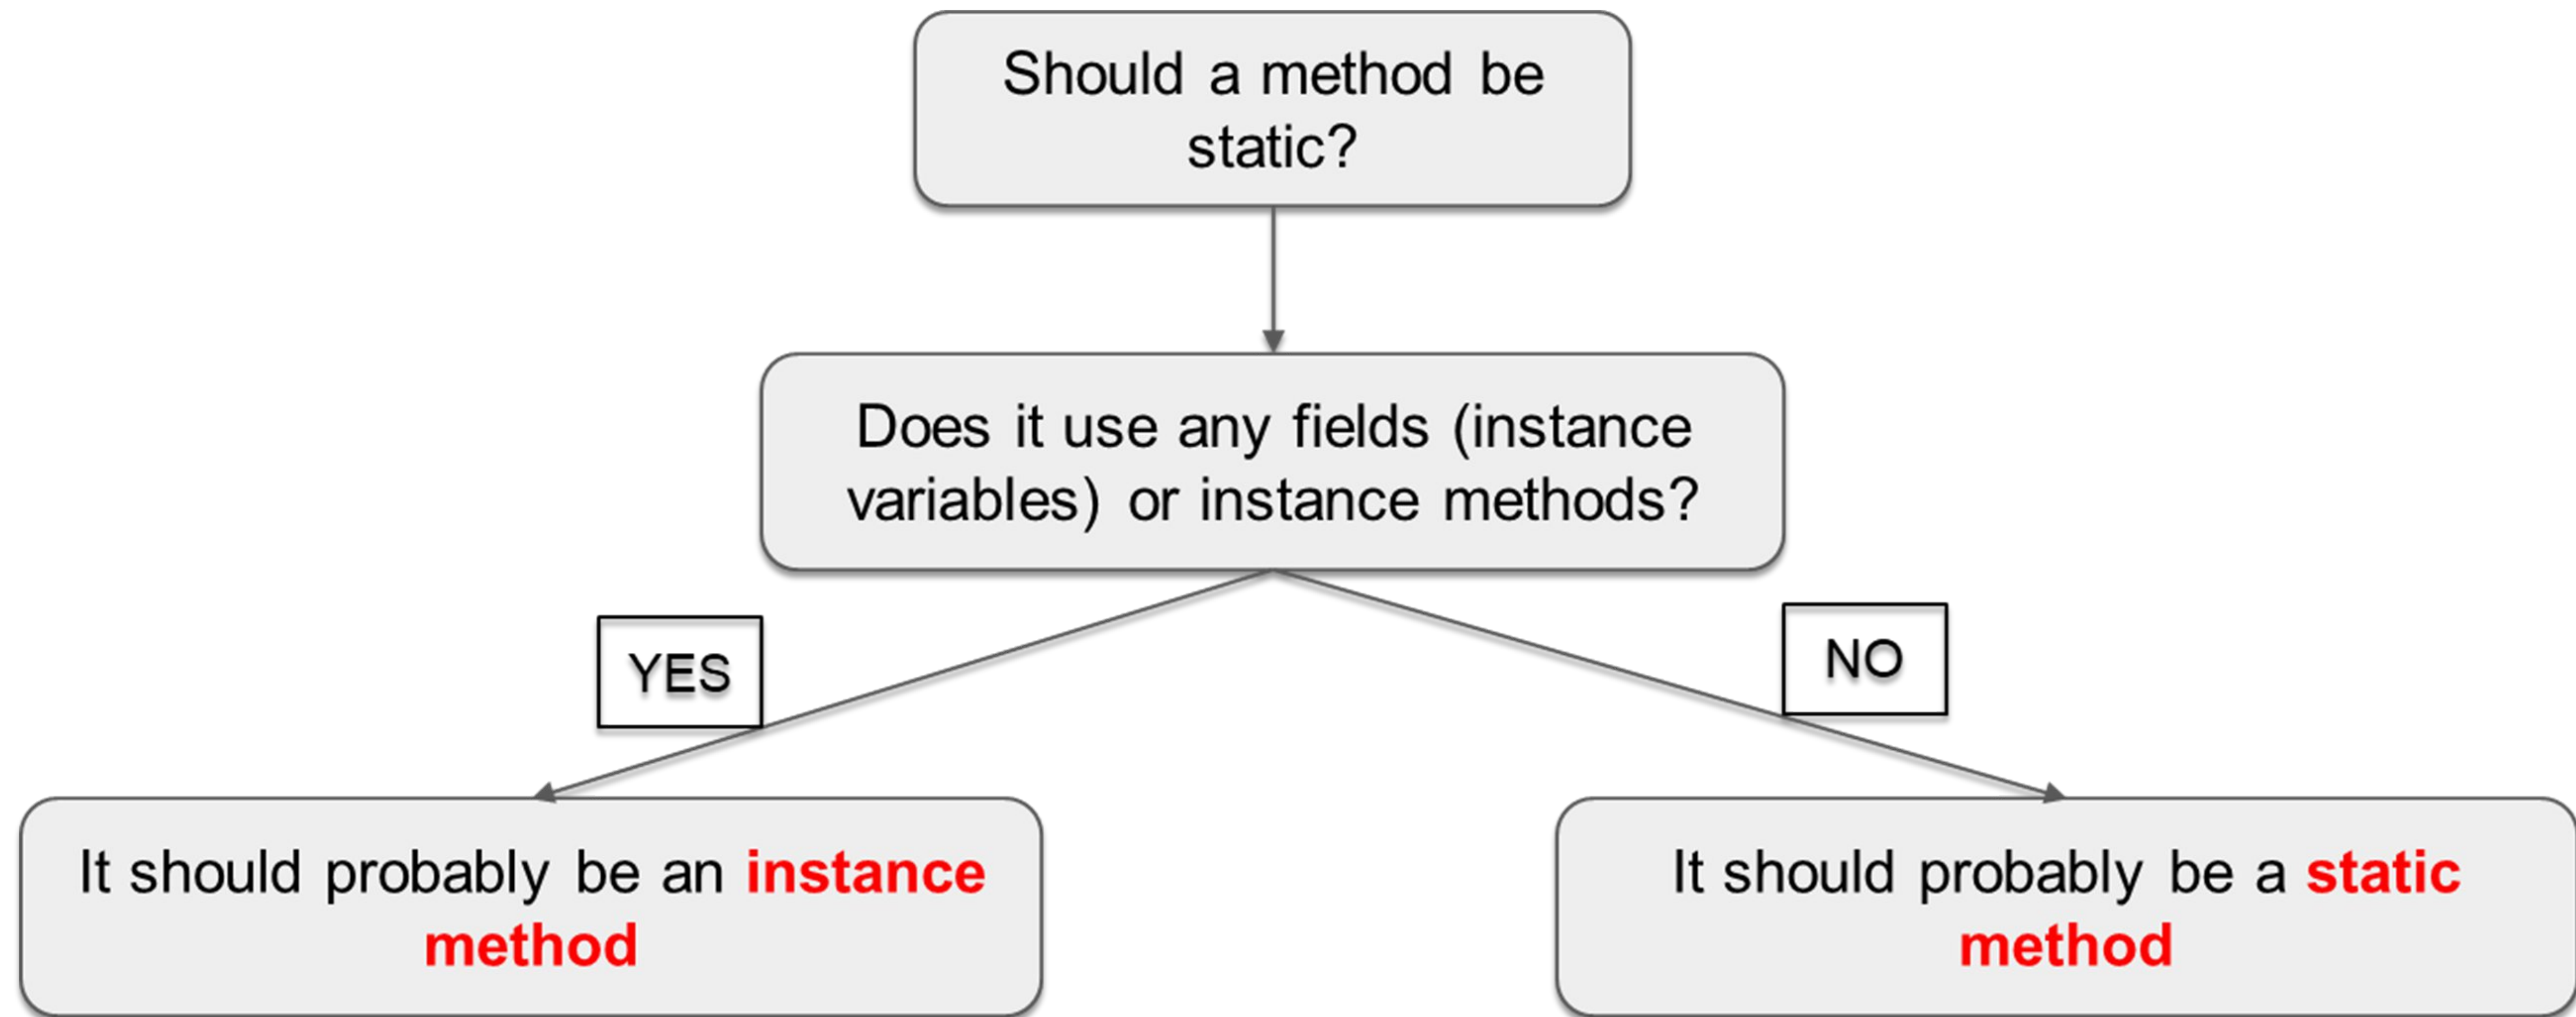 Should a method be
static?
Does it use any fields (instance
variables) or instance methods?
YES
NO
It should probably be an instance
method
It should probably be a static
method